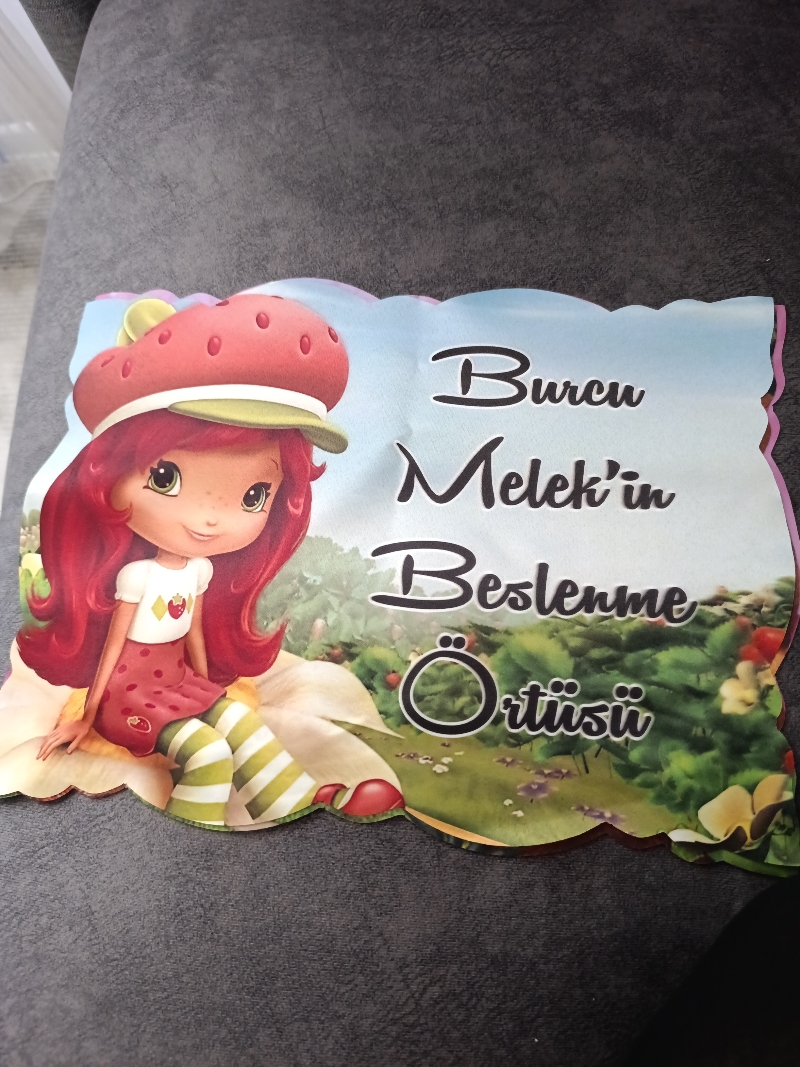 Burcu
Melek'in
Beslenme
Örtüsü